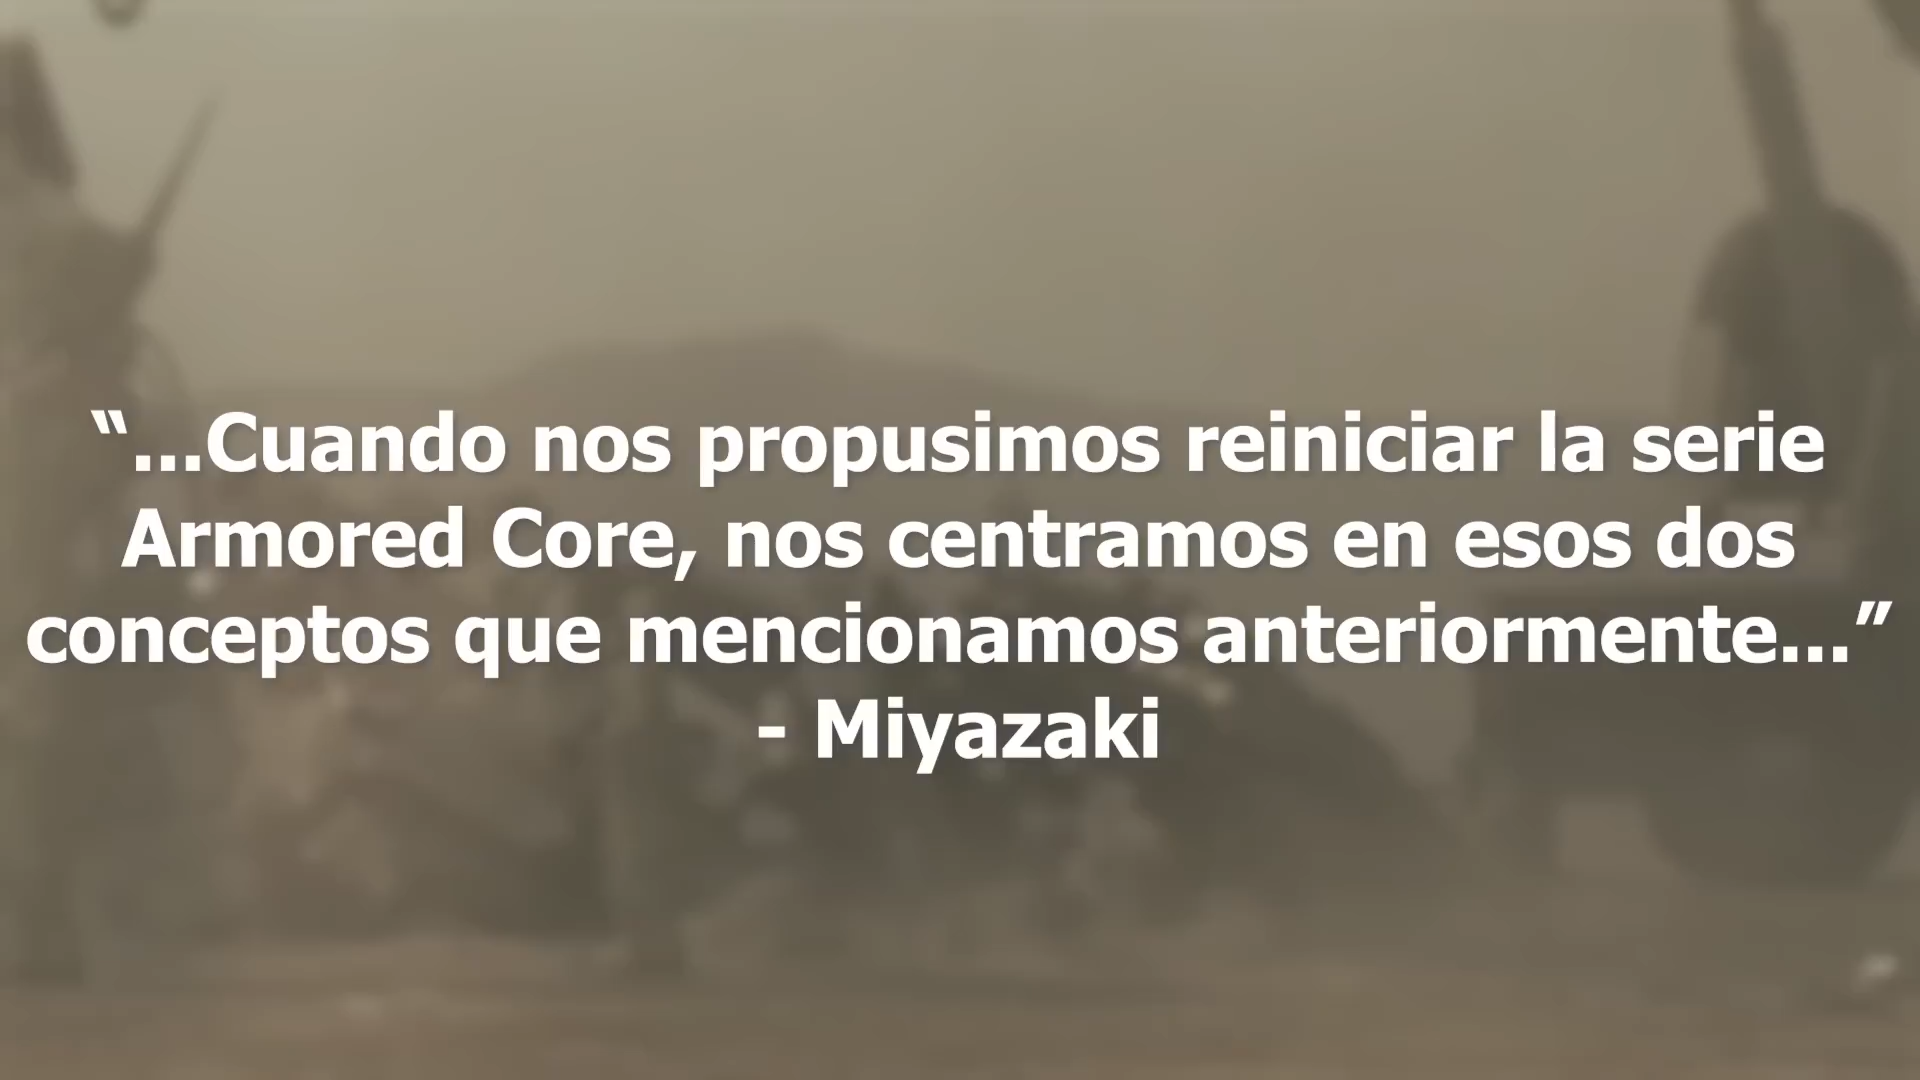 “...Cuando nos propusimos reiniciar la serie
Armored Core, nos centramos en esos dos
conceptos que mencionamos anteriormente...”
- Miyazaki